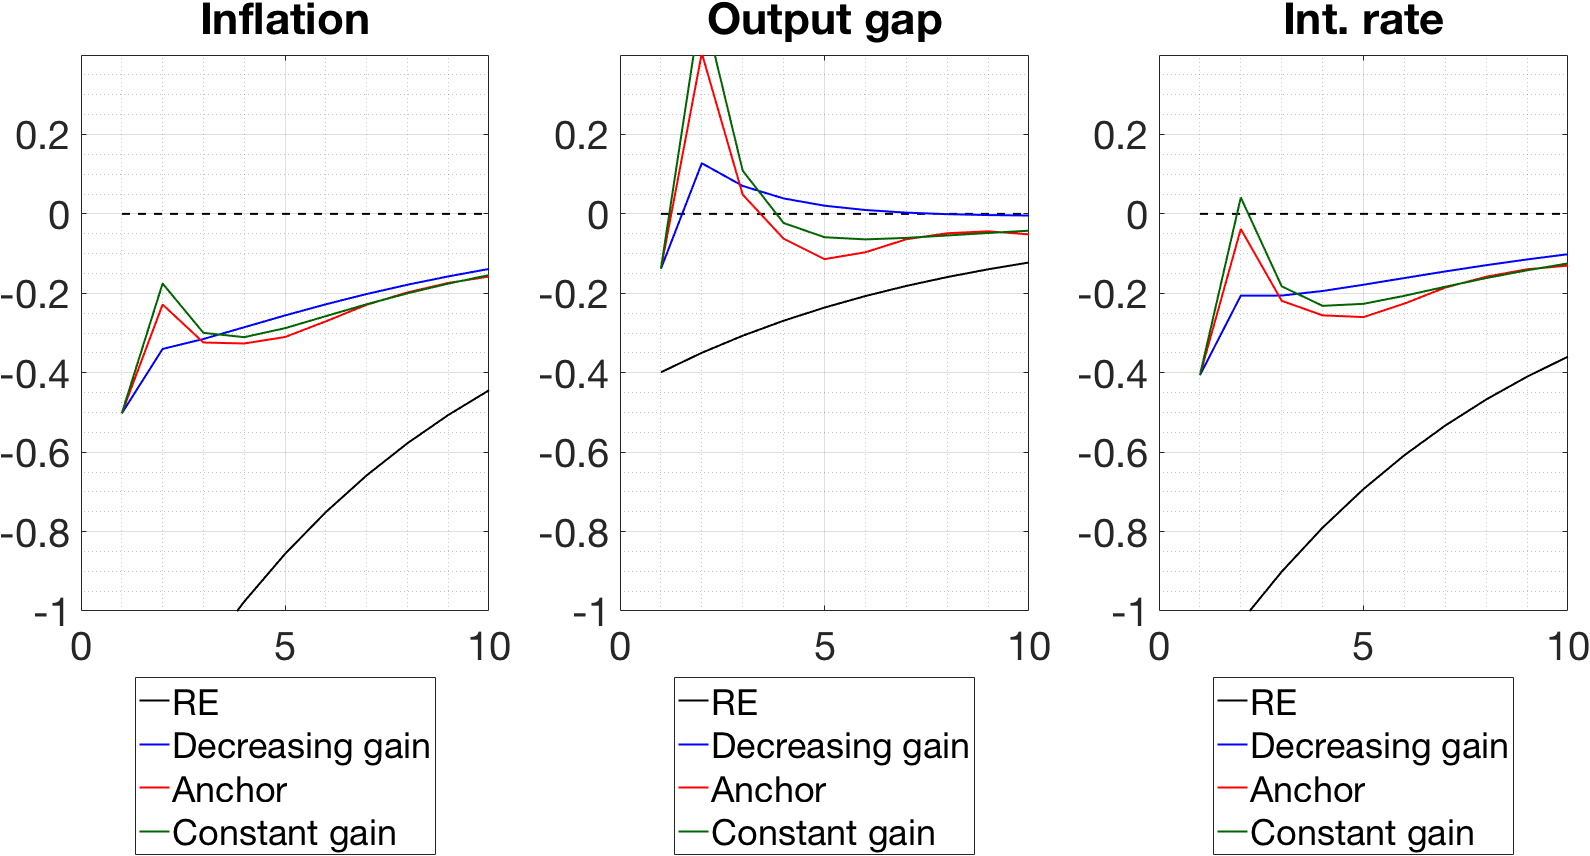 Inflation
0.2
0
-0.2
-0.4
-0.6
-0.8
-1
0 5 10
RE
Decreasing gain
Anchor
Constant gain
Output gap
0.2
0
-0.2
-0.4
-0.6
-0.8
-1
0 5 10
RE
Decreasing gain
Anchor
Constant gain
Int. rate
0.2
0
-0.2
-0.4
-0.6
-0.8
-1
0 5 10
RE
Decreasing gain
Anchor
Constant gain